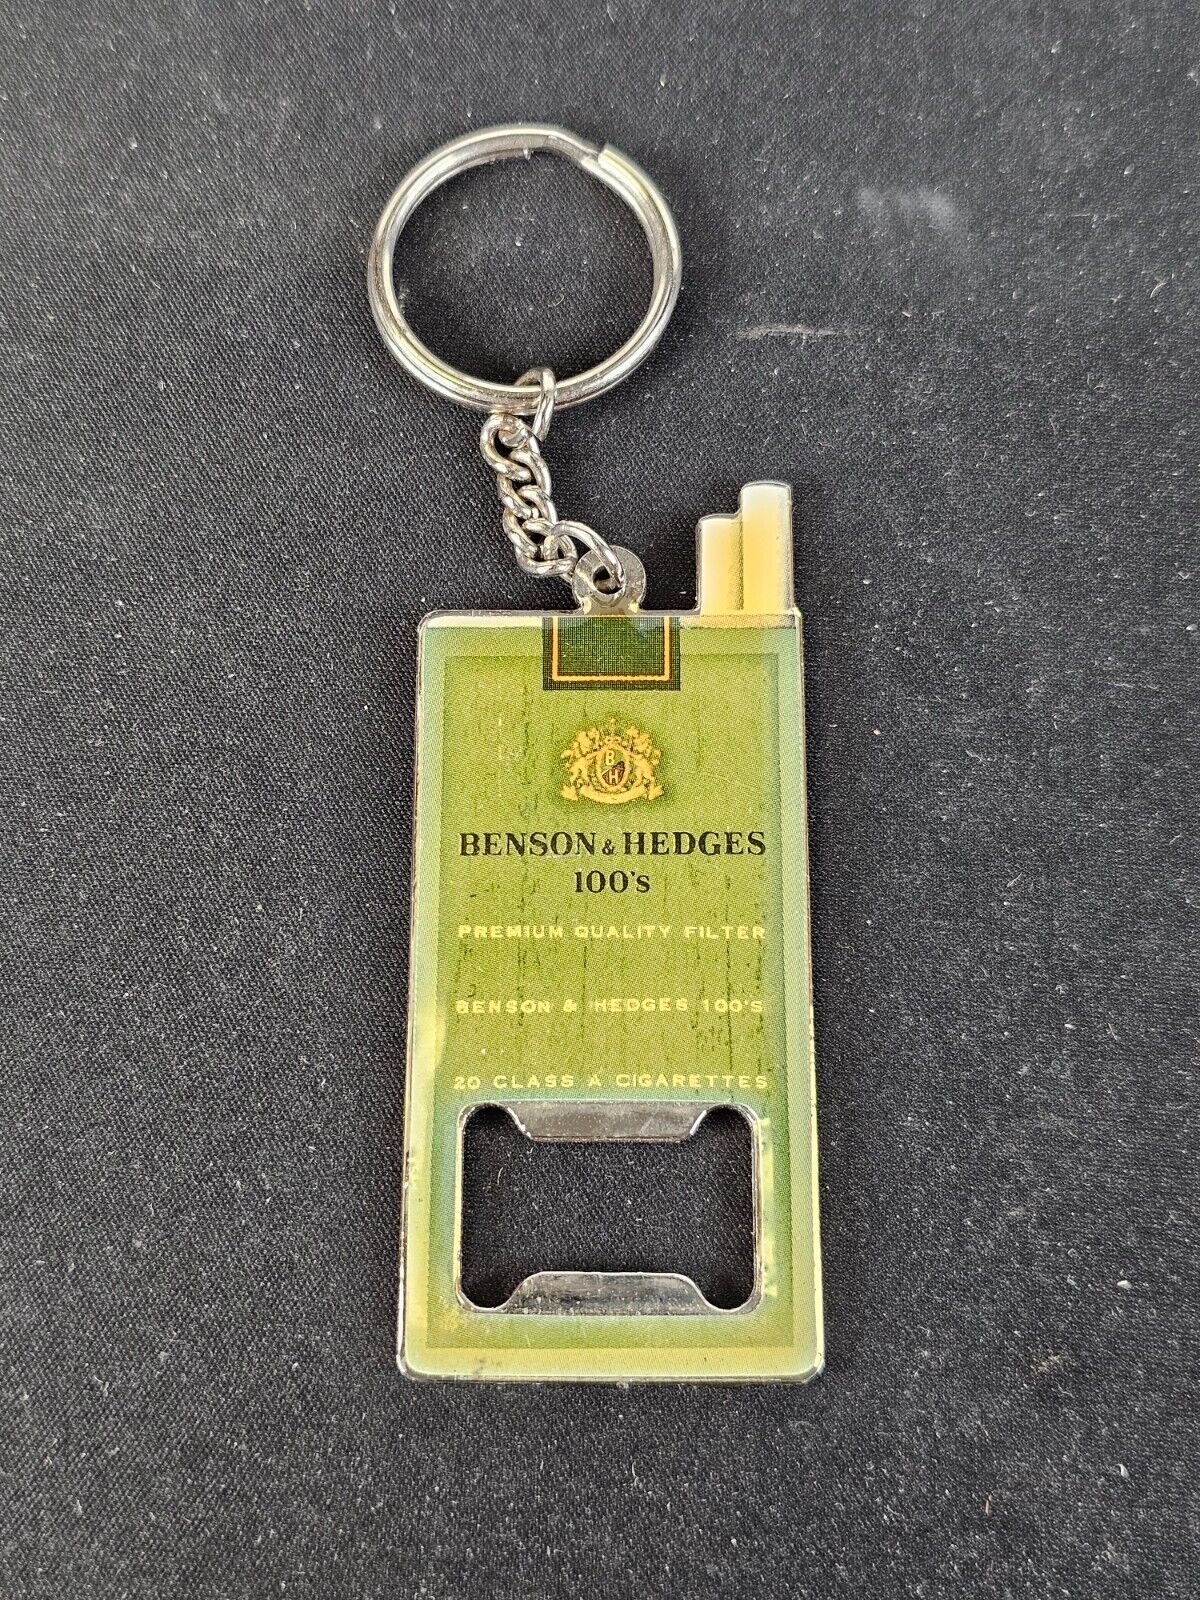 B
H
BENSON & HEDGES
100's
PREMIUM QUALITY FILTER
BENSON & HEDGES 100'S
20 CLASS A CIGARETTES